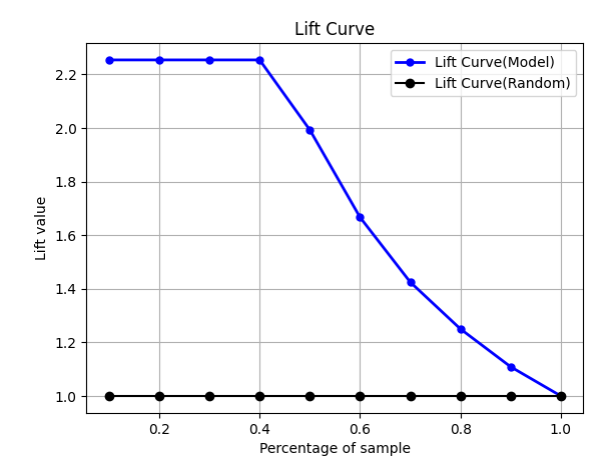 Lift Curve
Lift Curve(Model)
Lift Curve(Random)
Lift value
2.2
2.0
1.8
1.6
1.4
1.2
1.0
0.2 0.4 0.6 0.8 1.0
Percentage of sample